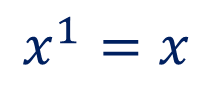 x¹ = x